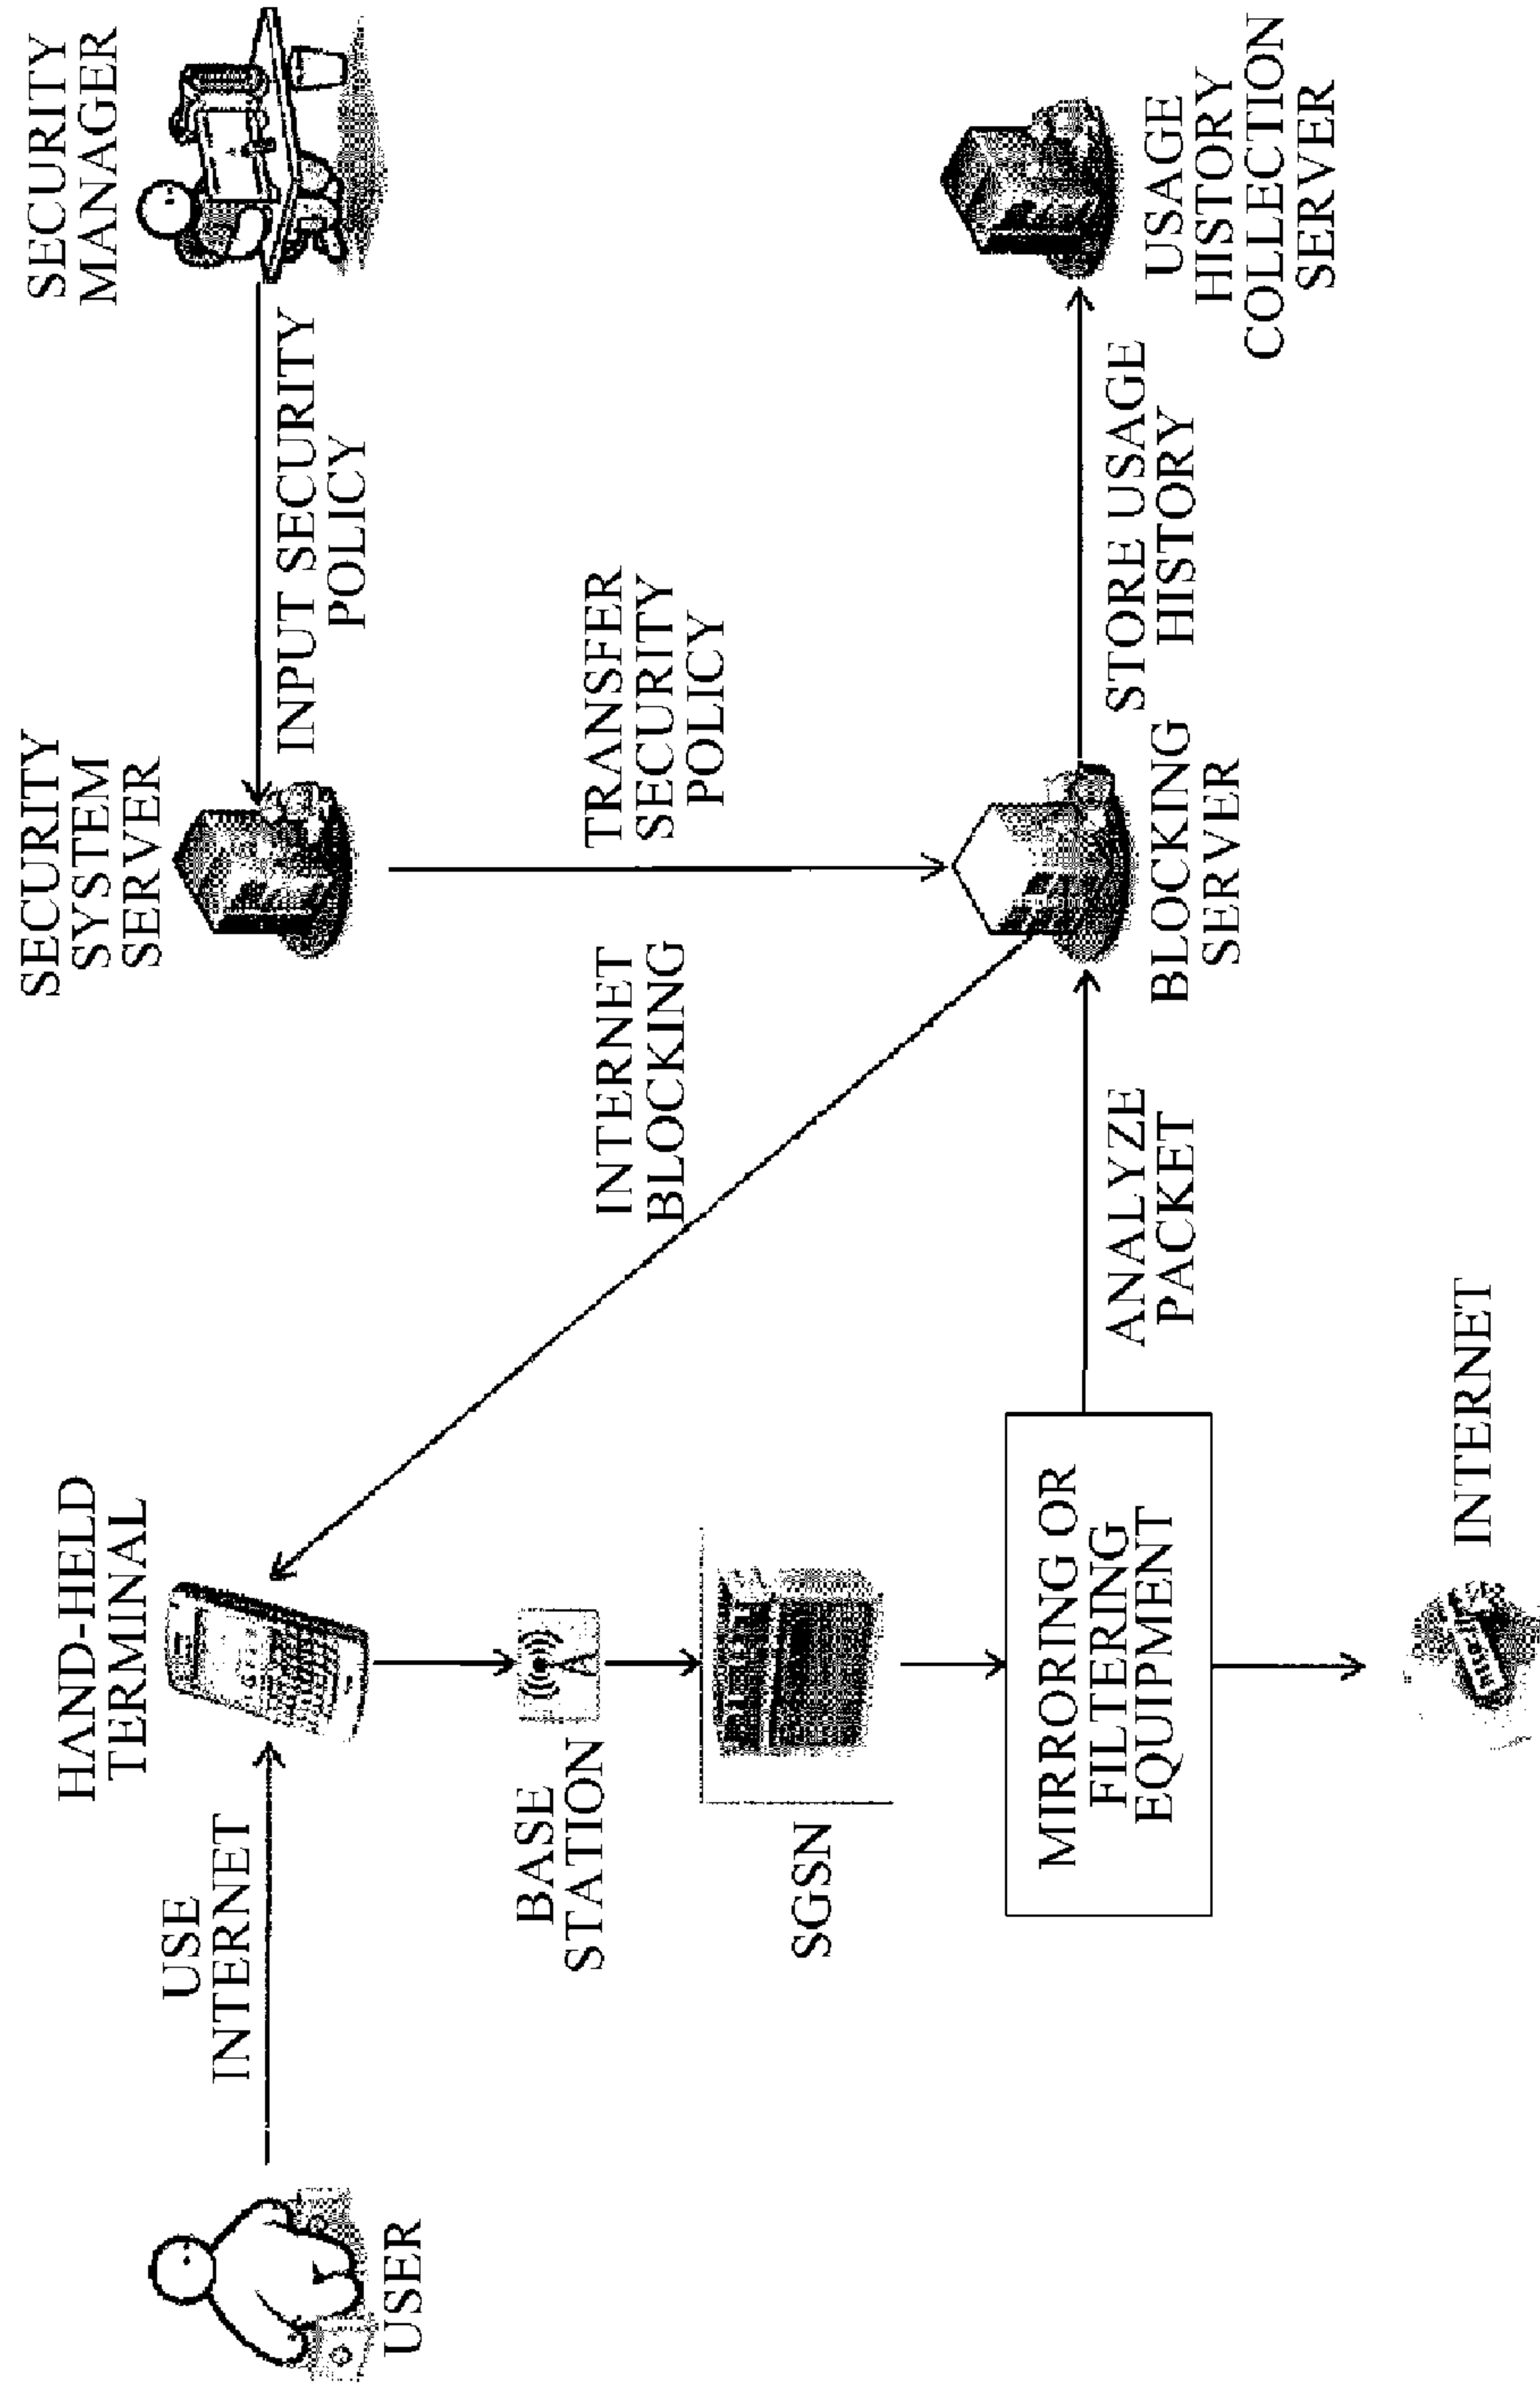 USER
USE
INTERNET
HAND-HELD
TERMINAL
BASE
STATION
SGSN
MIRRORING OR
FILTERING
EQUIPMENT
INTERNET
INTERNET
BLOCKING
ANALYZE
PACKET
SECURITY
SYSTEM
SERVER
INPUT SECURITY
POLICY
SECURITY
MANAGER
TRANSFER
SECURITY
POLICY
BLOCKING
SERVER
STORE USAGE
HISTORY
USAGE
HISTORY
COLLECTION
SERVER